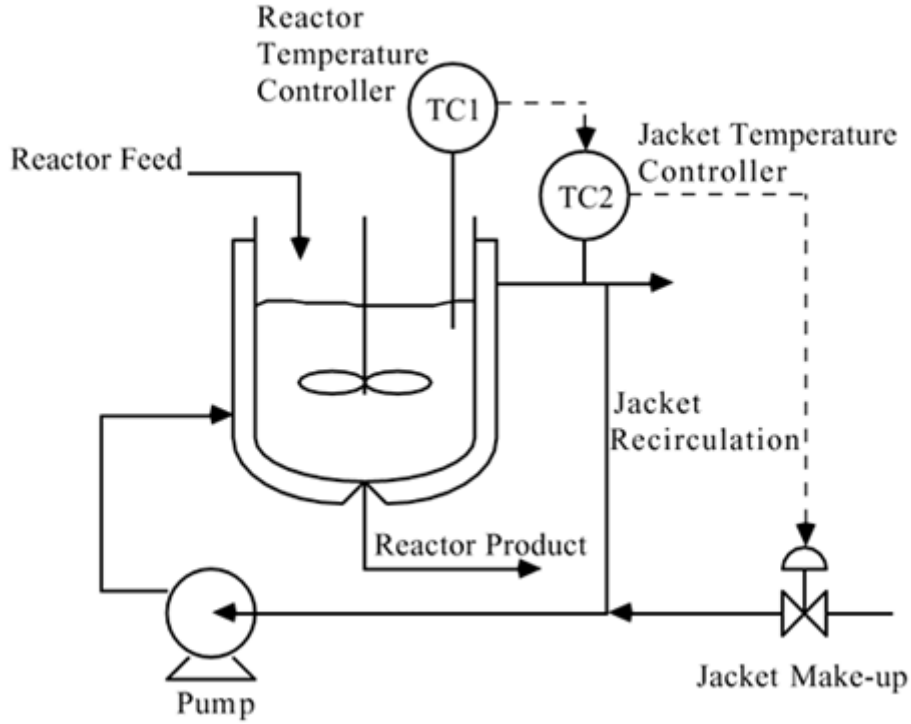 Reactor
Temperature
Controller
TC1
Jacket Temperature
Controller
Reactor Feed
TC2
Jacket
Recirculation
Reactor Product
Jacket Make-up
Pump